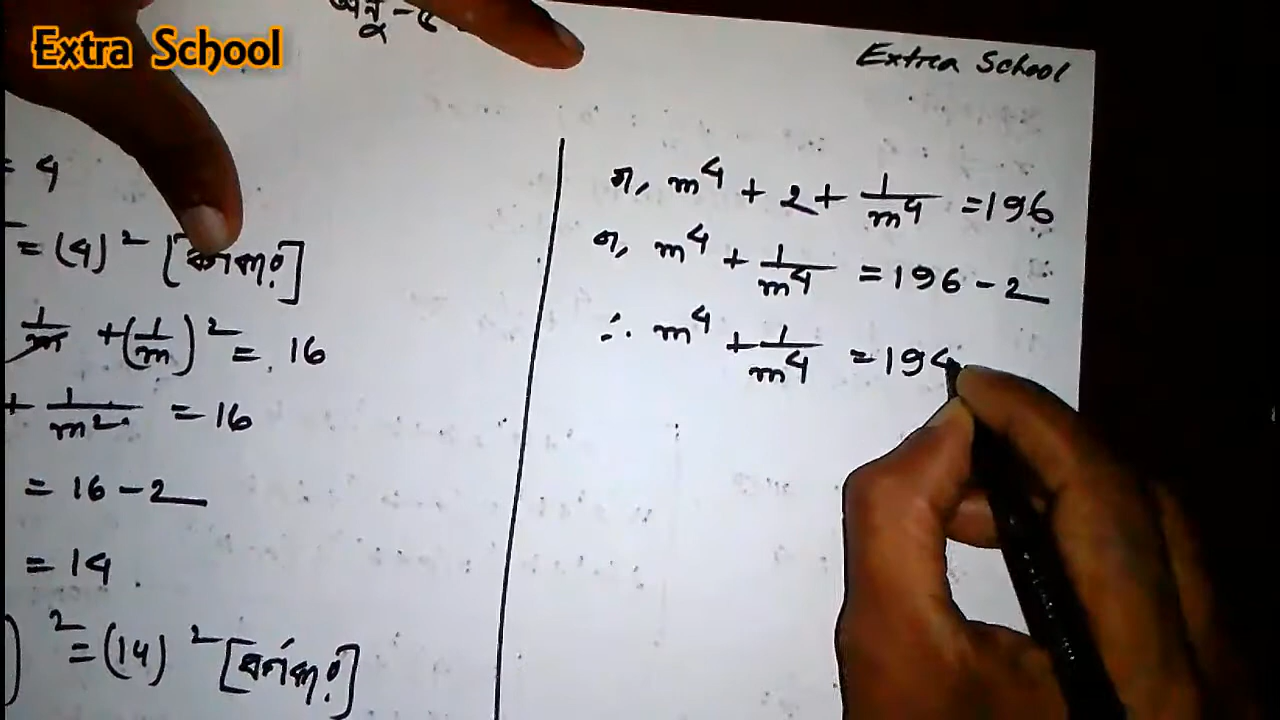 Extra School
Extra School
= 4
= (4)² [বর্গ করে]
1/m + (1/m)² = 16
+ 1/m² = 16
= 16 - 2
= 14
)² = (14)² [বর্গ করে]
বা, m⁴ + 2 + 1/m⁴ = 196
বা, m⁴ + 1/m⁴ = 196 - 2
∴ m⁴ + 1/m⁴ = 194